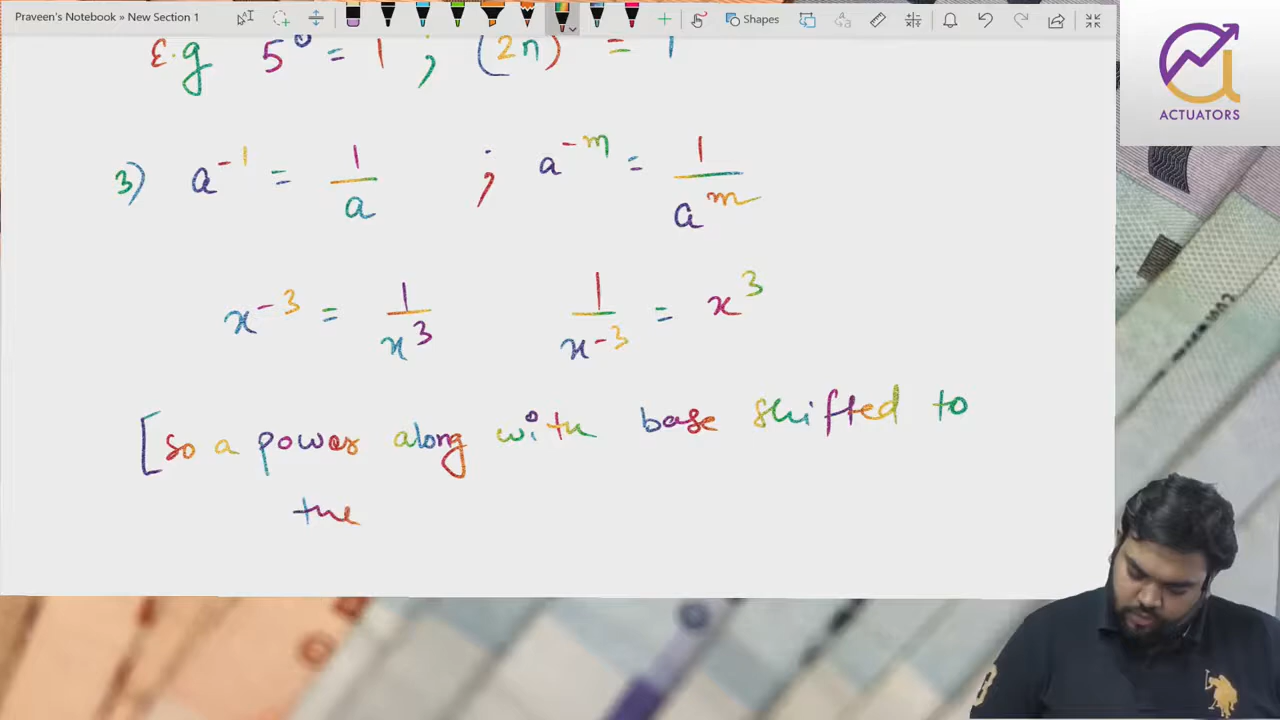 Praveen's Notebook » New Section 1
Shapes
ACTUATORS
E.g 5⁰ = 1 ; (2n) = 1
3) a⁻¹ = 1/a ; a⁻ᵐ = 1/aᵐ
x⁻³ = 1/x³ 1/x⁻³ = x³
[so a power along with base shifted to
the